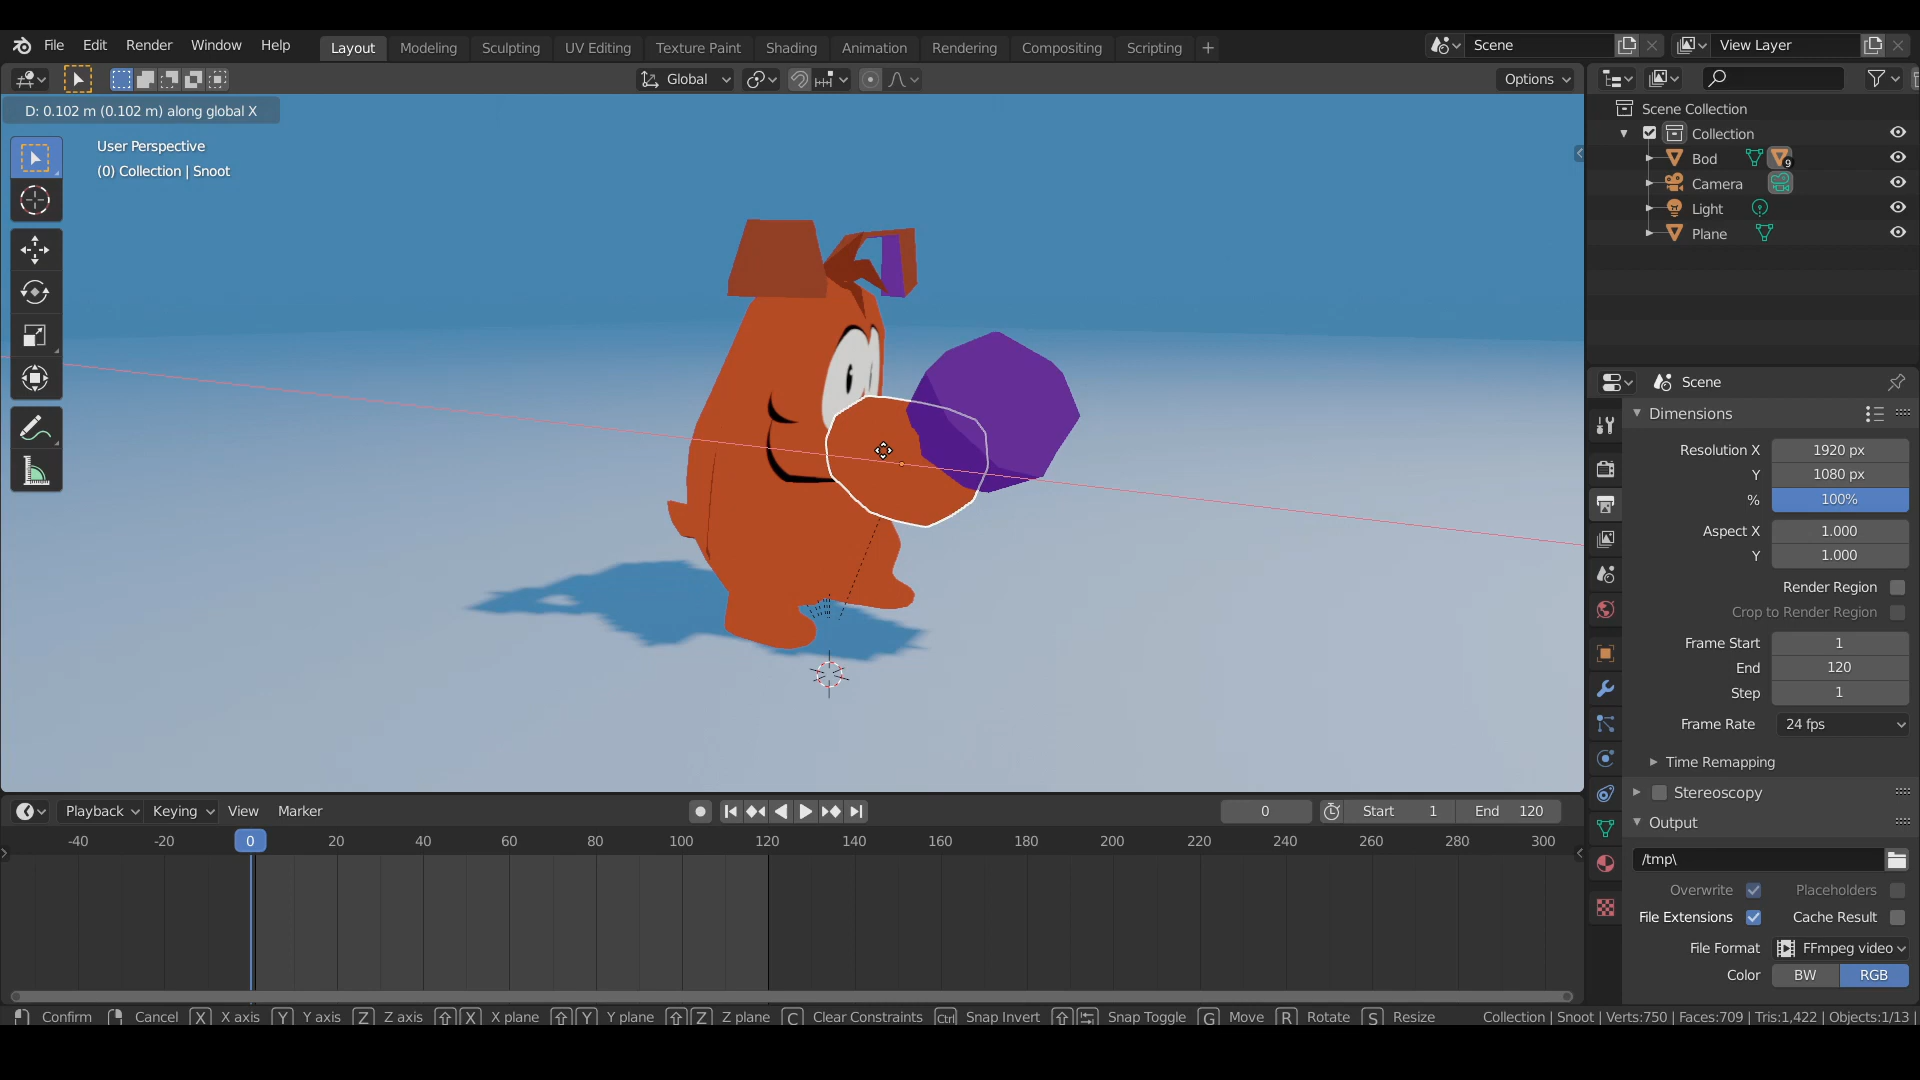 File Edit Render Window Help
Layout Modeling Sculpting UV Editing Texture Paint Shading Animation Rendering Compositing Scripting +
Scene
View Layer
Global
Options
D: 0.102 m (0.102 m) along global X
User Perspective
(0) Collection | Snoot
Scene Collection
Collection
Bod 9
Camera
Light
Plane
Scene
Dimensions
Resolution X 1920 px
Y 1080 px
% 100%
Aspect X 1.000
Y 1.000
Render Region
Crop to Render Region
Frame Start 1
End 120
Step 1
Frame Rate 24 fps
Time Remapping
Stereoscopy
Output
/tmp\
Overwrite Placeholders
File Extensions Cache Result
File Format FFmpeg video
Color BW RGB
Playback Keying View Marker
0
Start 1
End 120
-40 -20 0 20 40 60 80 100 120 140 160 180 200 220 240 260 280 300
Confirm Cancel X X axis Y Y axis Z Z axis X X plane Y Y plane Z Z plane C Clear Constraints Ctrl Snap Invert Snap Toggle G Move R Rotate S Resize
Collection | Snoot | Verts:750 | Faces:709 | Tris:1,422 | Objects:1/13 |